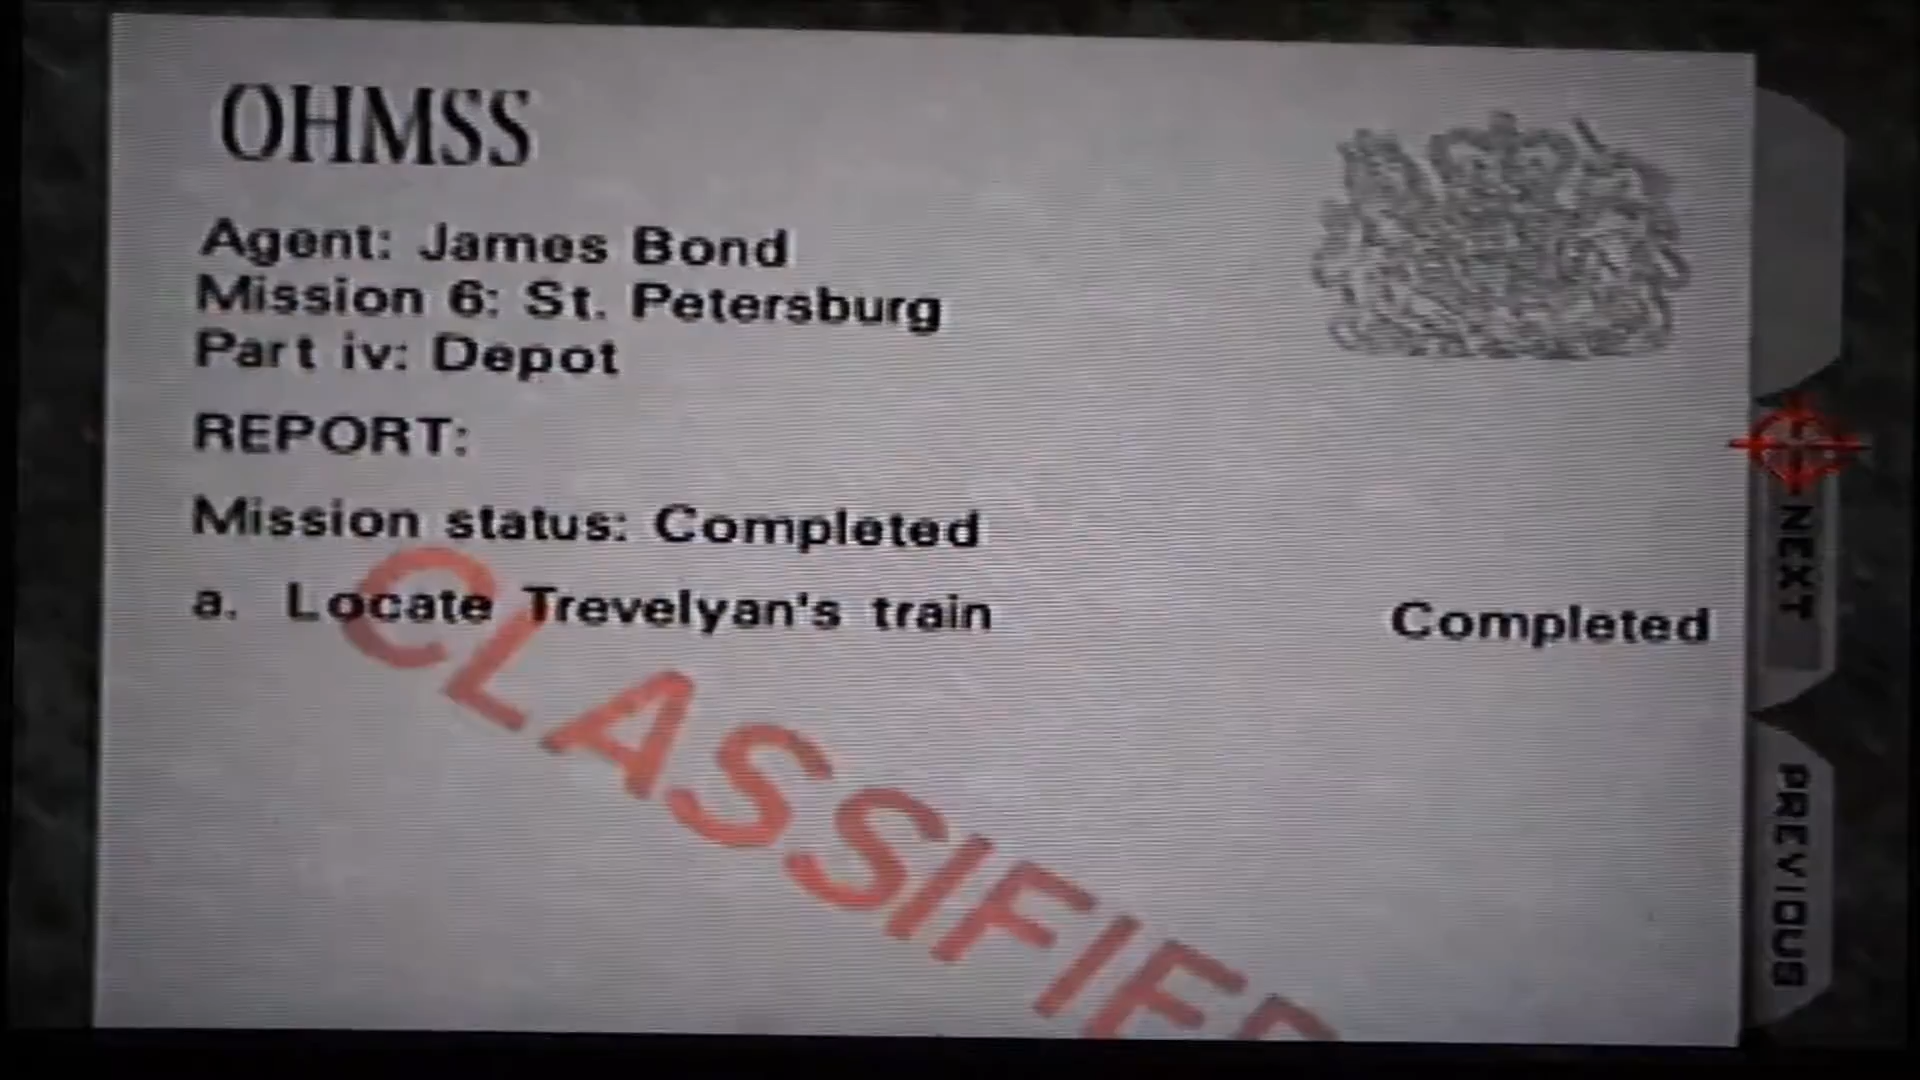 OHMSS
Agent: James Bond
Mission 6: St. Petersburg
Part iv: Depot
REPORT:
Mission status: Completed
a. Locate Trevelyan's train Completed
CLASSIFIED
NEXT
PREVIOUS